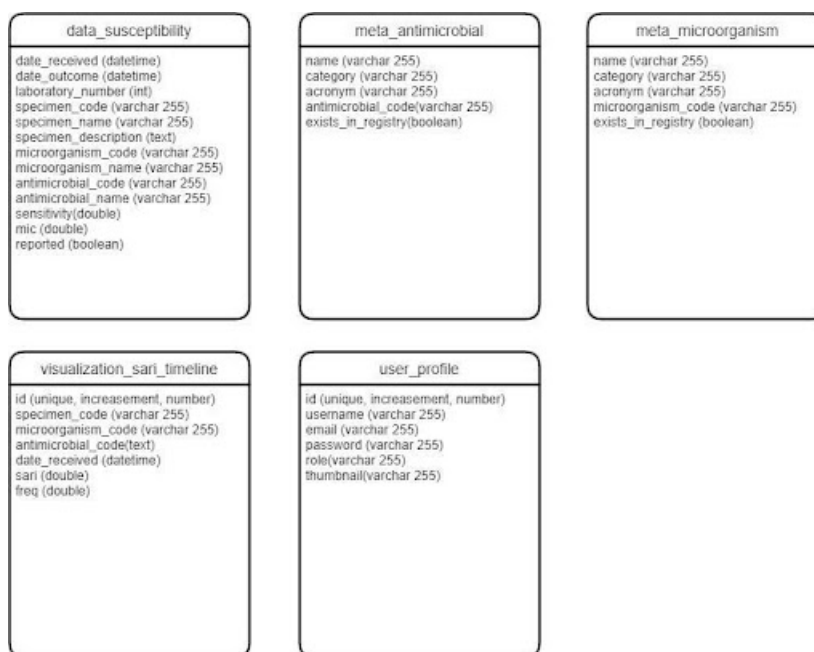 data_susceptibility
date_received (datetime)
date_outcome (datetime)
laboratory_number (int)
specimen_code (varchar 255)
specimen_name (varchar 255)
specimen_description (text)
microorganism_code (varchar 255)
microorganism_name (varchar 255)
antimicrobial_code (varchar 255)
antimicrobial_name (varchar 255)
sensitivity(double)
mic (double)
reported (boolean)
meta_antimicrobial
name (varchar 255)
category (varchar 255)
acronym (varchar 255)
antimicrobial_code(varchar 255)
exists_in_registry(boolean)
meta_microorganism
name (varchar 255)
category (varchar 255)
acronym (varchar 255)
microorganism_code (varchar 255)
exists_in_registry (boolean)
visualization_sari_timeline
id (unique, increasement, number)
specimen_code (varchar 255)
microorganism_code (varchar 255)
antimicrobial_code(text)
date_received (datetime)
sari (double)
freq (double)
user_profile
id (unique, increasement, number)
username (varchar 255)
email (varchar 255)
password (varchar 255)
role(varchar 255)
thumbnail(varchar 255)